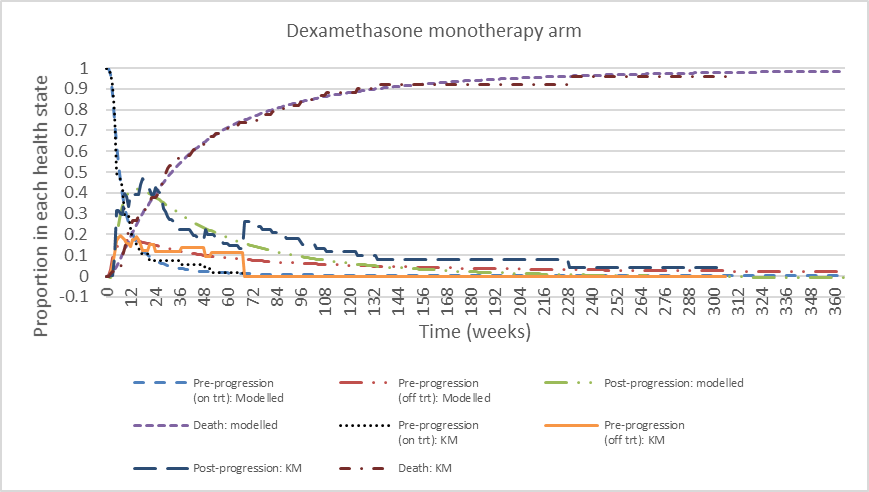 Dexamethasone monotherapy arm
Proportion in each health state
1
0.9
0.8
0.7
0.6
0.5
0.4
0.3
0.2
0.1
0
-0.1
0 12 24 36 48 60 72 84 96 108 120 132 144 156 168 180 192 204 216 228 240 252 264 276 288 300 312 324 336 348 360
Time (weeks)
Pre-progression
(on trt): Modelled
Pre-progression
(off trt): Modelled
Post-progression: modelled
Death: modelled
Pre-progression
(on trt): KM
Pre-progression
(off trt): KM
Post-progression: KM
Death: KM